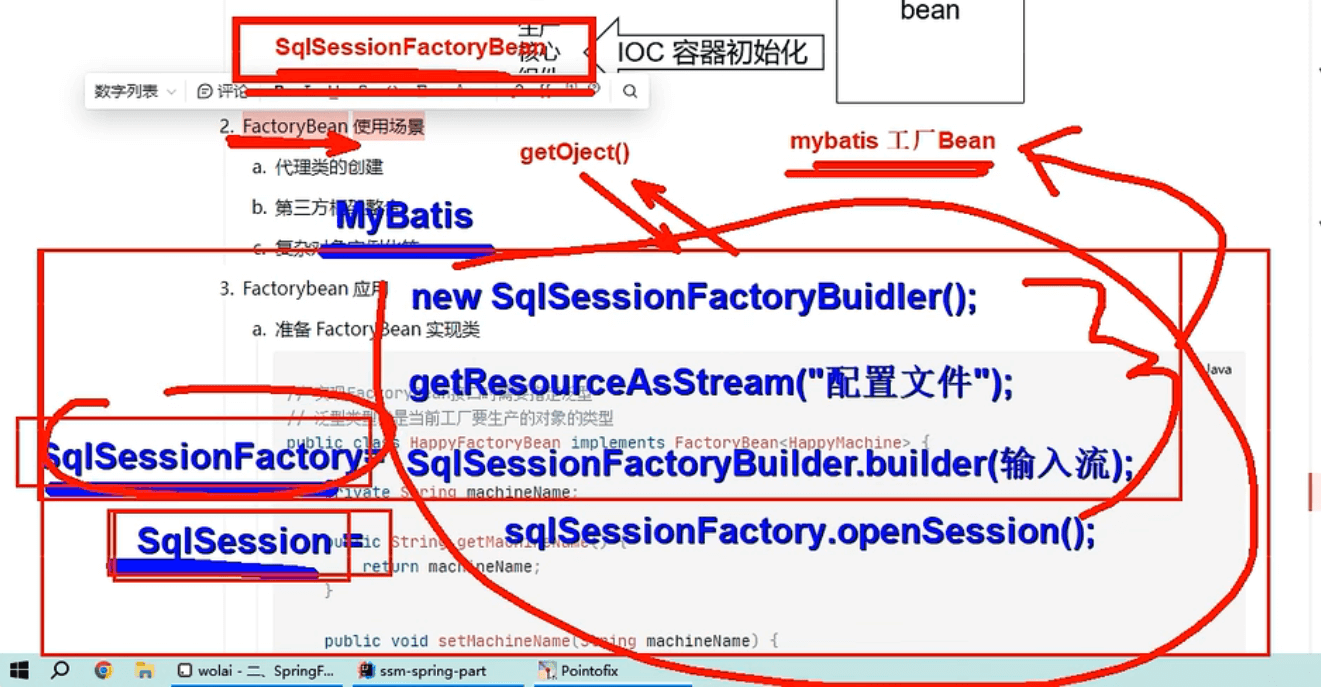 bean
SqlSessionFactoryBean
生产
核心
IOC 容器初始化
数字列表
评论
2. FactoryBean 使用场景
getOject()
mybatis 工厂Bean
a. 代理类的创建
b. 第三方框架整合
MyBatis
c. 复杂对象实例化等
3. Factorybean 应用
new SqlSessionFactoryBuidler();
a. 准备 FactoryBean 实现类
Java
getResourceAsStream("配置文件");
// 实现FactoryBean接口时需要指定泛型
// 泛型类型就是当前工厂要生产的对象的类型
public class HappyFactoryBean implements FactoryBean<HappyMachine> {
SqlSessionFactory=
SqlSessionFactoryBuilder.builder(输入流);
private String machineName;
sqlSessionFactory.openSession();
SqlSession =
public String getMachineName() {
return machineName;
}
public void setMachineName(String machineName) {
wolai - 二、SpringF...
ssm-spring-part
Pointofix